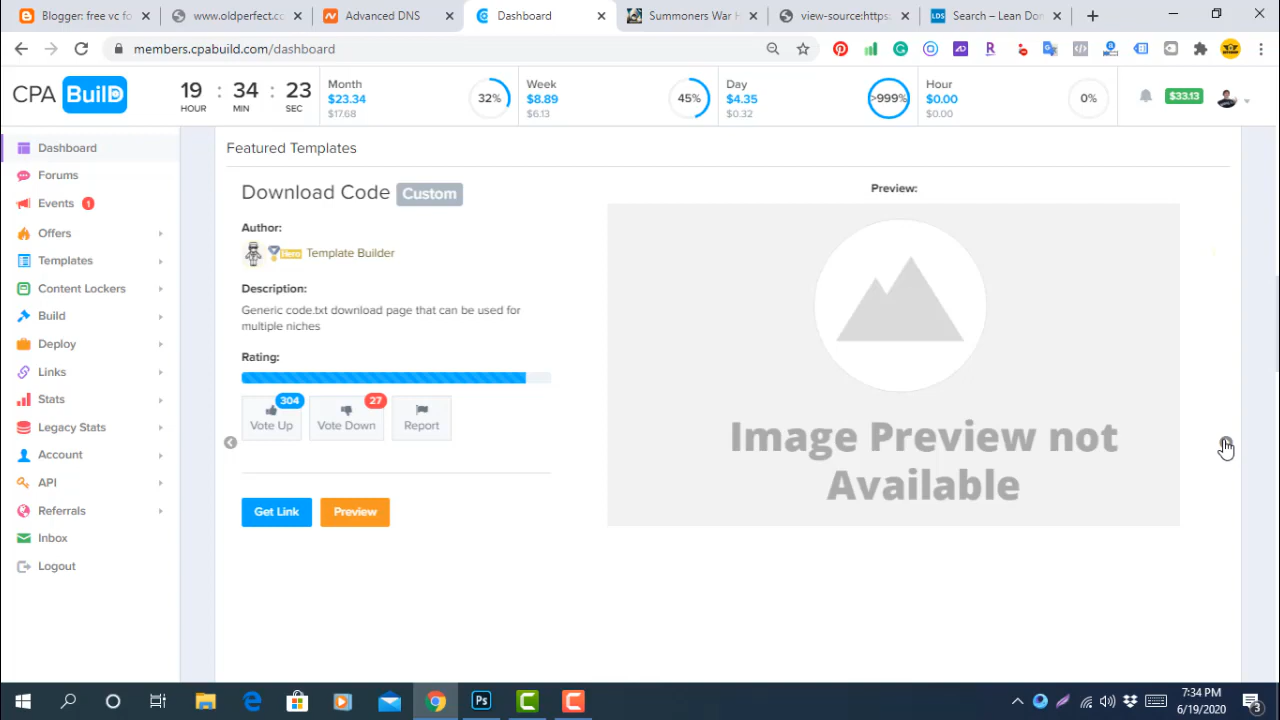 Blogger: free vc fo
www.oldperfect.c
Advanced DNS
Dashboard
Summoners War H
view-source:https
Search – Lean Do
members.cpabuild.com/dashboard
CPA BuilD
19 : 34 : 23
HOUR MIN SEC
Month
$23.34
$17.68
32%
Week
$8.89
$6.13
45%
Day
$4.35
$0.32
>999%
Hour
$0.00
$0.00
0%
$33.13
Dashboard
Forums
Events 1
Offers
Templates
Content Lockers
Build
Deploy
Links
Stats
Legacy Stats
Account
API
Referrals
Inbox
Logout
Featured Templates
Download Code Custom
Author:
Hero Template Builder
Description:
Generic code.txt download page that can be used for
multiple niches
Rating:
304
Vote Up
27
Vote Down
Report
Get Link
Preview
Preview:
Image Preview not
Available
7:34 PM
6/19/2020
3